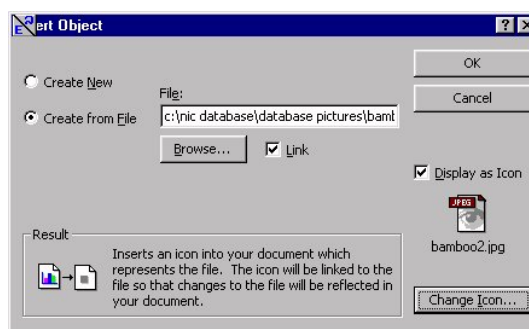 ert Object
Create New
Create from File
File:
c:\nic database\database pictures\bamb
Browse...
Link
OK
Cancel
Display as Icon
JPEG
bamboo2.jpg
Change Icon...
Result
Inserts an icon into your document which
represents the file. The icon will be linked to the
file so that changes to the file will be reflected in
your document.